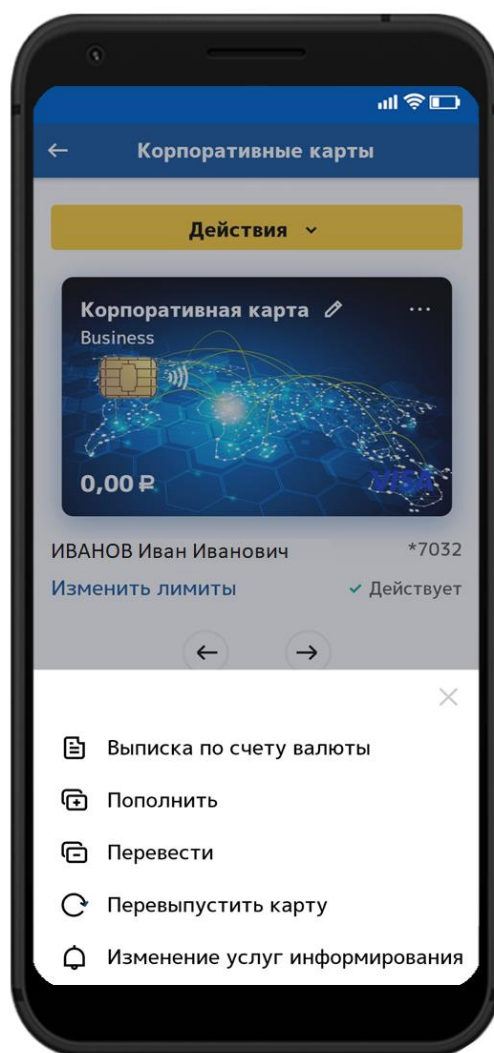 Корпоративные карты
Действия
Корпоративная карта
Business
0,00 ₽
VISA
ИВАНОВ Иван Иванович
*7032
Изменить лимиты
Действует
Выписка по счету валюты
Пополнить
Перевести
Перевыпустить карту
Изменение услуг информирования